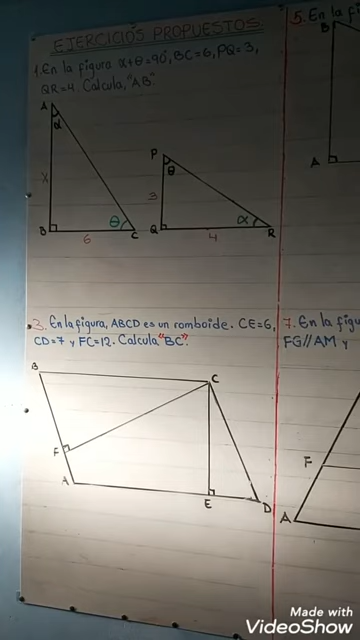 EJERCICIOS PROPUESTOS
1. En la figura α+θ=90°, BC=6, PQ=3,
QR=4. Calcula "AB".
A
α
x
B
6
θ
C
P
θ
3
Q
4
α
R
3. En la figura, ABCD es un romboide. CE=6,
CD=7 y FC=12. Calcula "BC".
B
C
F
A
E
D
5. En la fi
B
A
7. En la figu
FG//AM y
F
A
Made with
VideoShow